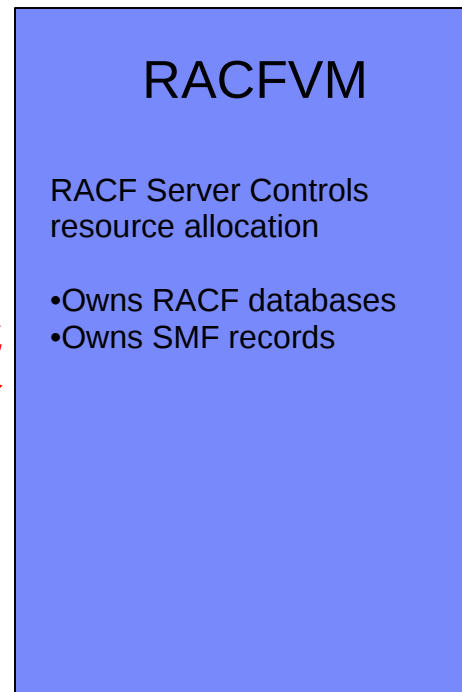 RACFVM
RACF Server Controls
resource allocation
•Owns RACF databases
•Owns SMF records